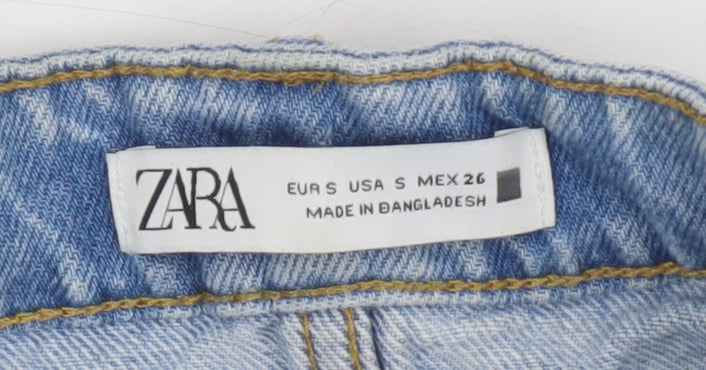 ZARA
EUR S USA S MEX 26
MADE IN BANGLADESH